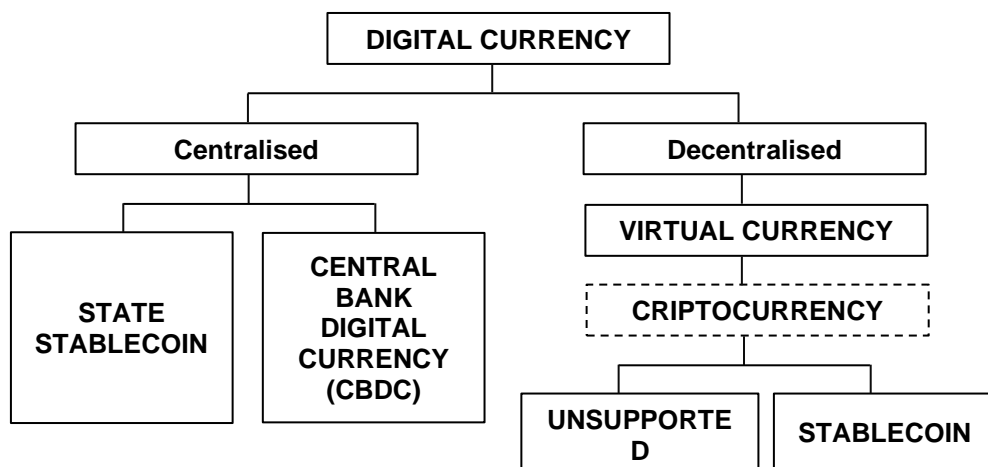 DIGITAL CURRENCY
Centralised
Decentralised
STATE
STABLECOIN
CENTRAL
BANK
DIGITAL
CURRENCY
(CBDC)
VIRTUAL CURRENCY
CRIPTOCURRENCY
UNSUPPORTE
D
STABLECOIN